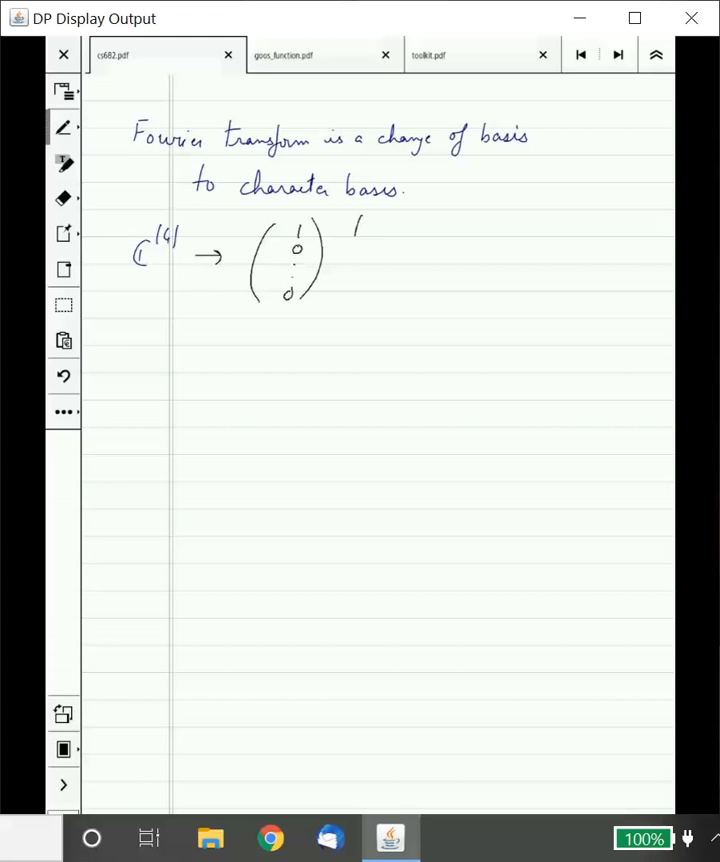 DP Display Output
cs682.pdf goos_function.pdf toolkit.pdf
Fourier transform is a change of basis
to character basis.
ℂ^|G| → ( 1 0 . . 0 ) (
100%